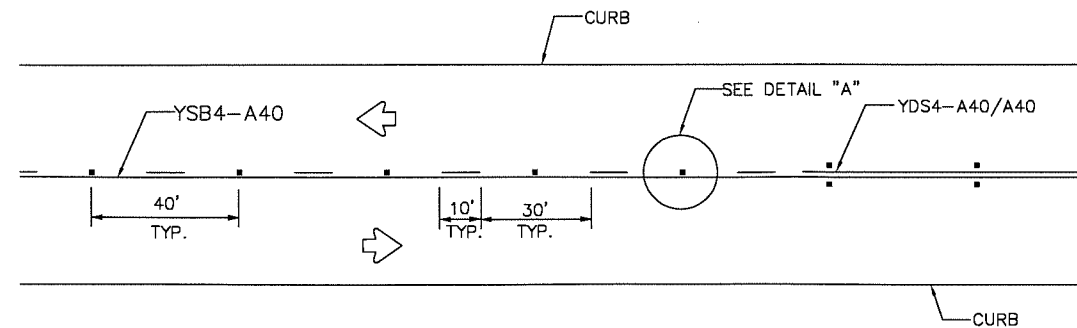 CURB
SEE DETAIL "A"
YSB4-A40
YDS4-A40/A40
40'
TYP.
10'
TYP.
30'
TYP.
CURB